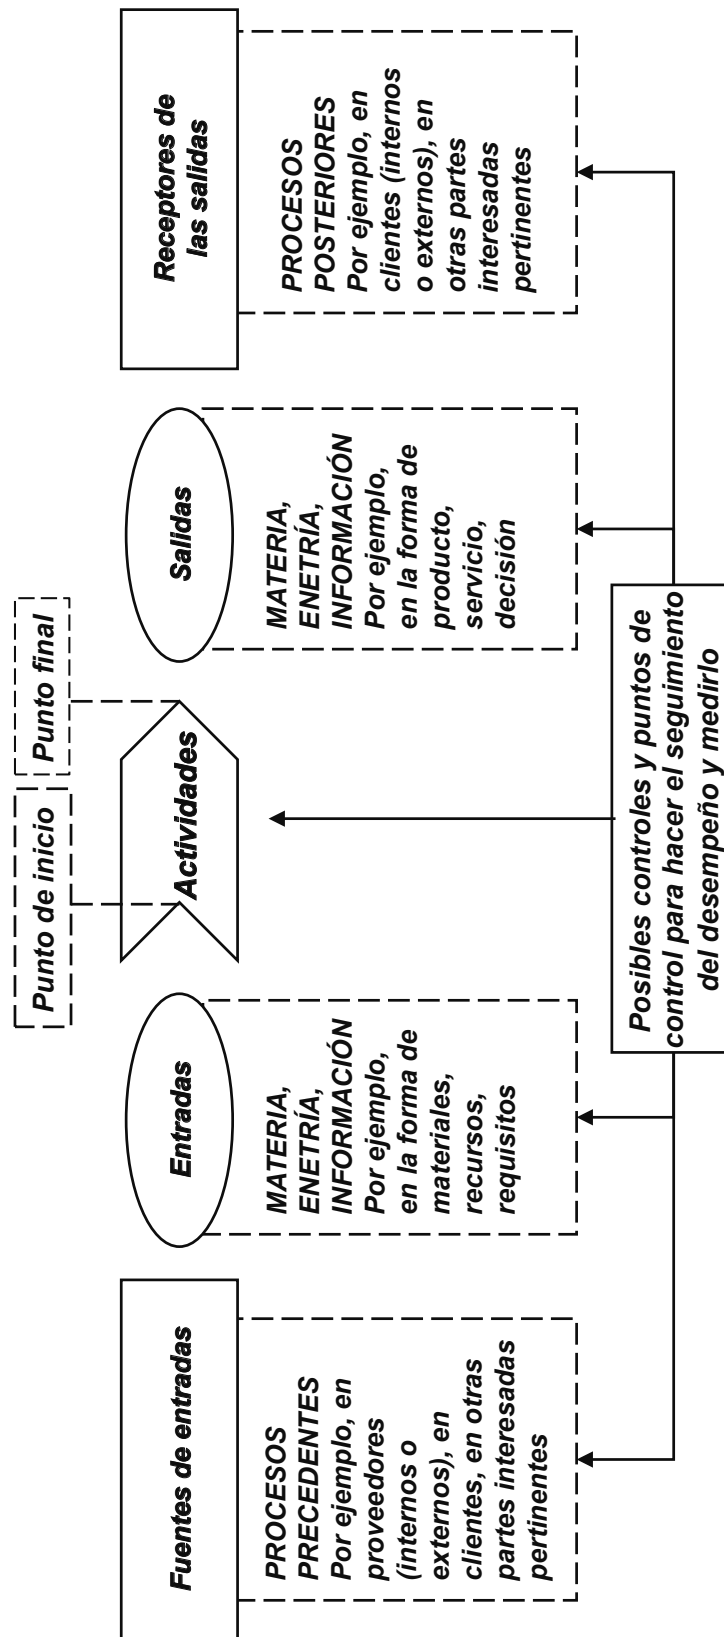 Punto de inicio
Punto final
Fuentes de entradas
PROCESOS
PRECEDENTES
Por ejemplo, en
proveedores
(internos o
externos), en
clientes, en otras
partes interesadas
pertinentes
Entradas
MATERIA,
ENETRÍA,
INFORMACIÓN
Por ejemplo,
en la forma de
materiales,
recursos,
requisitos
Actividades
Salidas
MATERIA,
ENETRÍA,
INFORMACIÓN
Por ejemplo,
en la forma de
producto,
servicio,
decisión
Receptores de
las salidas
PROCESOS
POSTERIORES
Por ejemplo, en
clientes (internos
o externos), en
otras partes
interesadas
pertinentes
Posibles controles y puntos de
control para hacer el seguimiento
del desempeño y medirlo